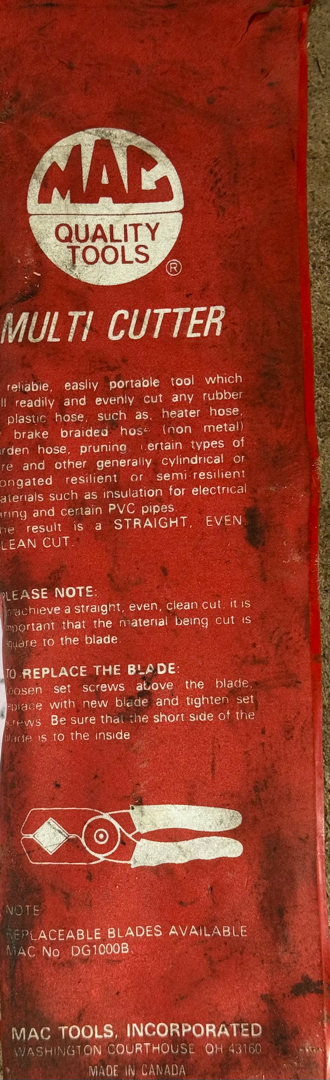 MAC
QUALITY
TOOLS
®
MULTI CUTTER
reliable, easily portable tool which
ll readily and evenly cut any rubber
plastic hose, such as, heater hose,
brake braided hose (non metal)
rden hose, pruning certain types of
re and other generally cylindrical or
ongated resilient or semi-resilient
aterials such as insulation for electrical
iring and certain PVC pipes
he result is a STRAIGHT, EVEN
LEAN CUT.
PLEASE NOTE:
achieve a straight, even, clean cut, it is
mportant that the material being cut is
quare to the blade.
TO REPLACE THE BLADE:
oosen set screws above the blade,
eplace with new blade and tighten set
crews. Be sure that the short side of the
blade is to the inside
NOTE
REPLACEABLE BLADES AVAILABLE
MAC No. DG1000B.
MAC TOOLS, INCORPORATED
WASHINGTON COURTHOUSE OH 43160
MADE IN CANADA